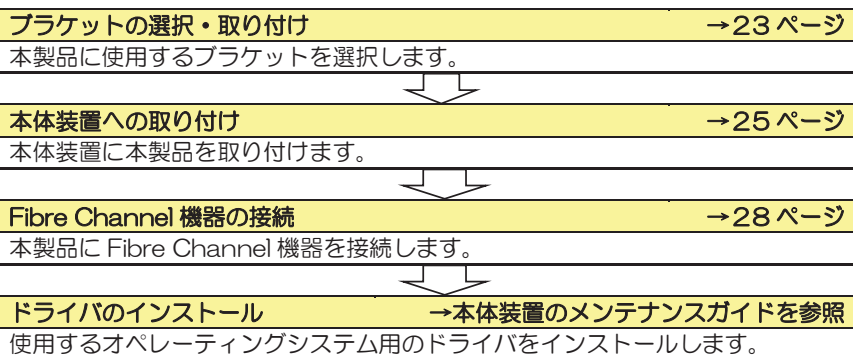 ブラケットの選択・取り付け →23 ページ
本製品に使用するブラケットを選択します。
本体装置への取り付け →25 ページ
本体装置に本製品を取り付けます。
Fibre Channel 機器の接続 →28 ページ
本製品に Fibre Channel 機器を接続します。
ドライバのインストール →本体装置のメンテナンスガイドを参照
使用するオペレーティングシステム用のドライバをインストールします。